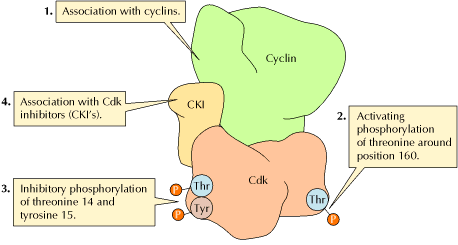 1. Association with cyclins.
Cyclin
4. Association with Cdk
inhibitors (CKI's).
CKI
2. Activating
phosphorylation
of threonine around
position 160.
3. Inhibitory phosphorylation
of threonine 14 and
tyrosine 15.
P
Thr
Cdk
Thr
P
Tyr
P